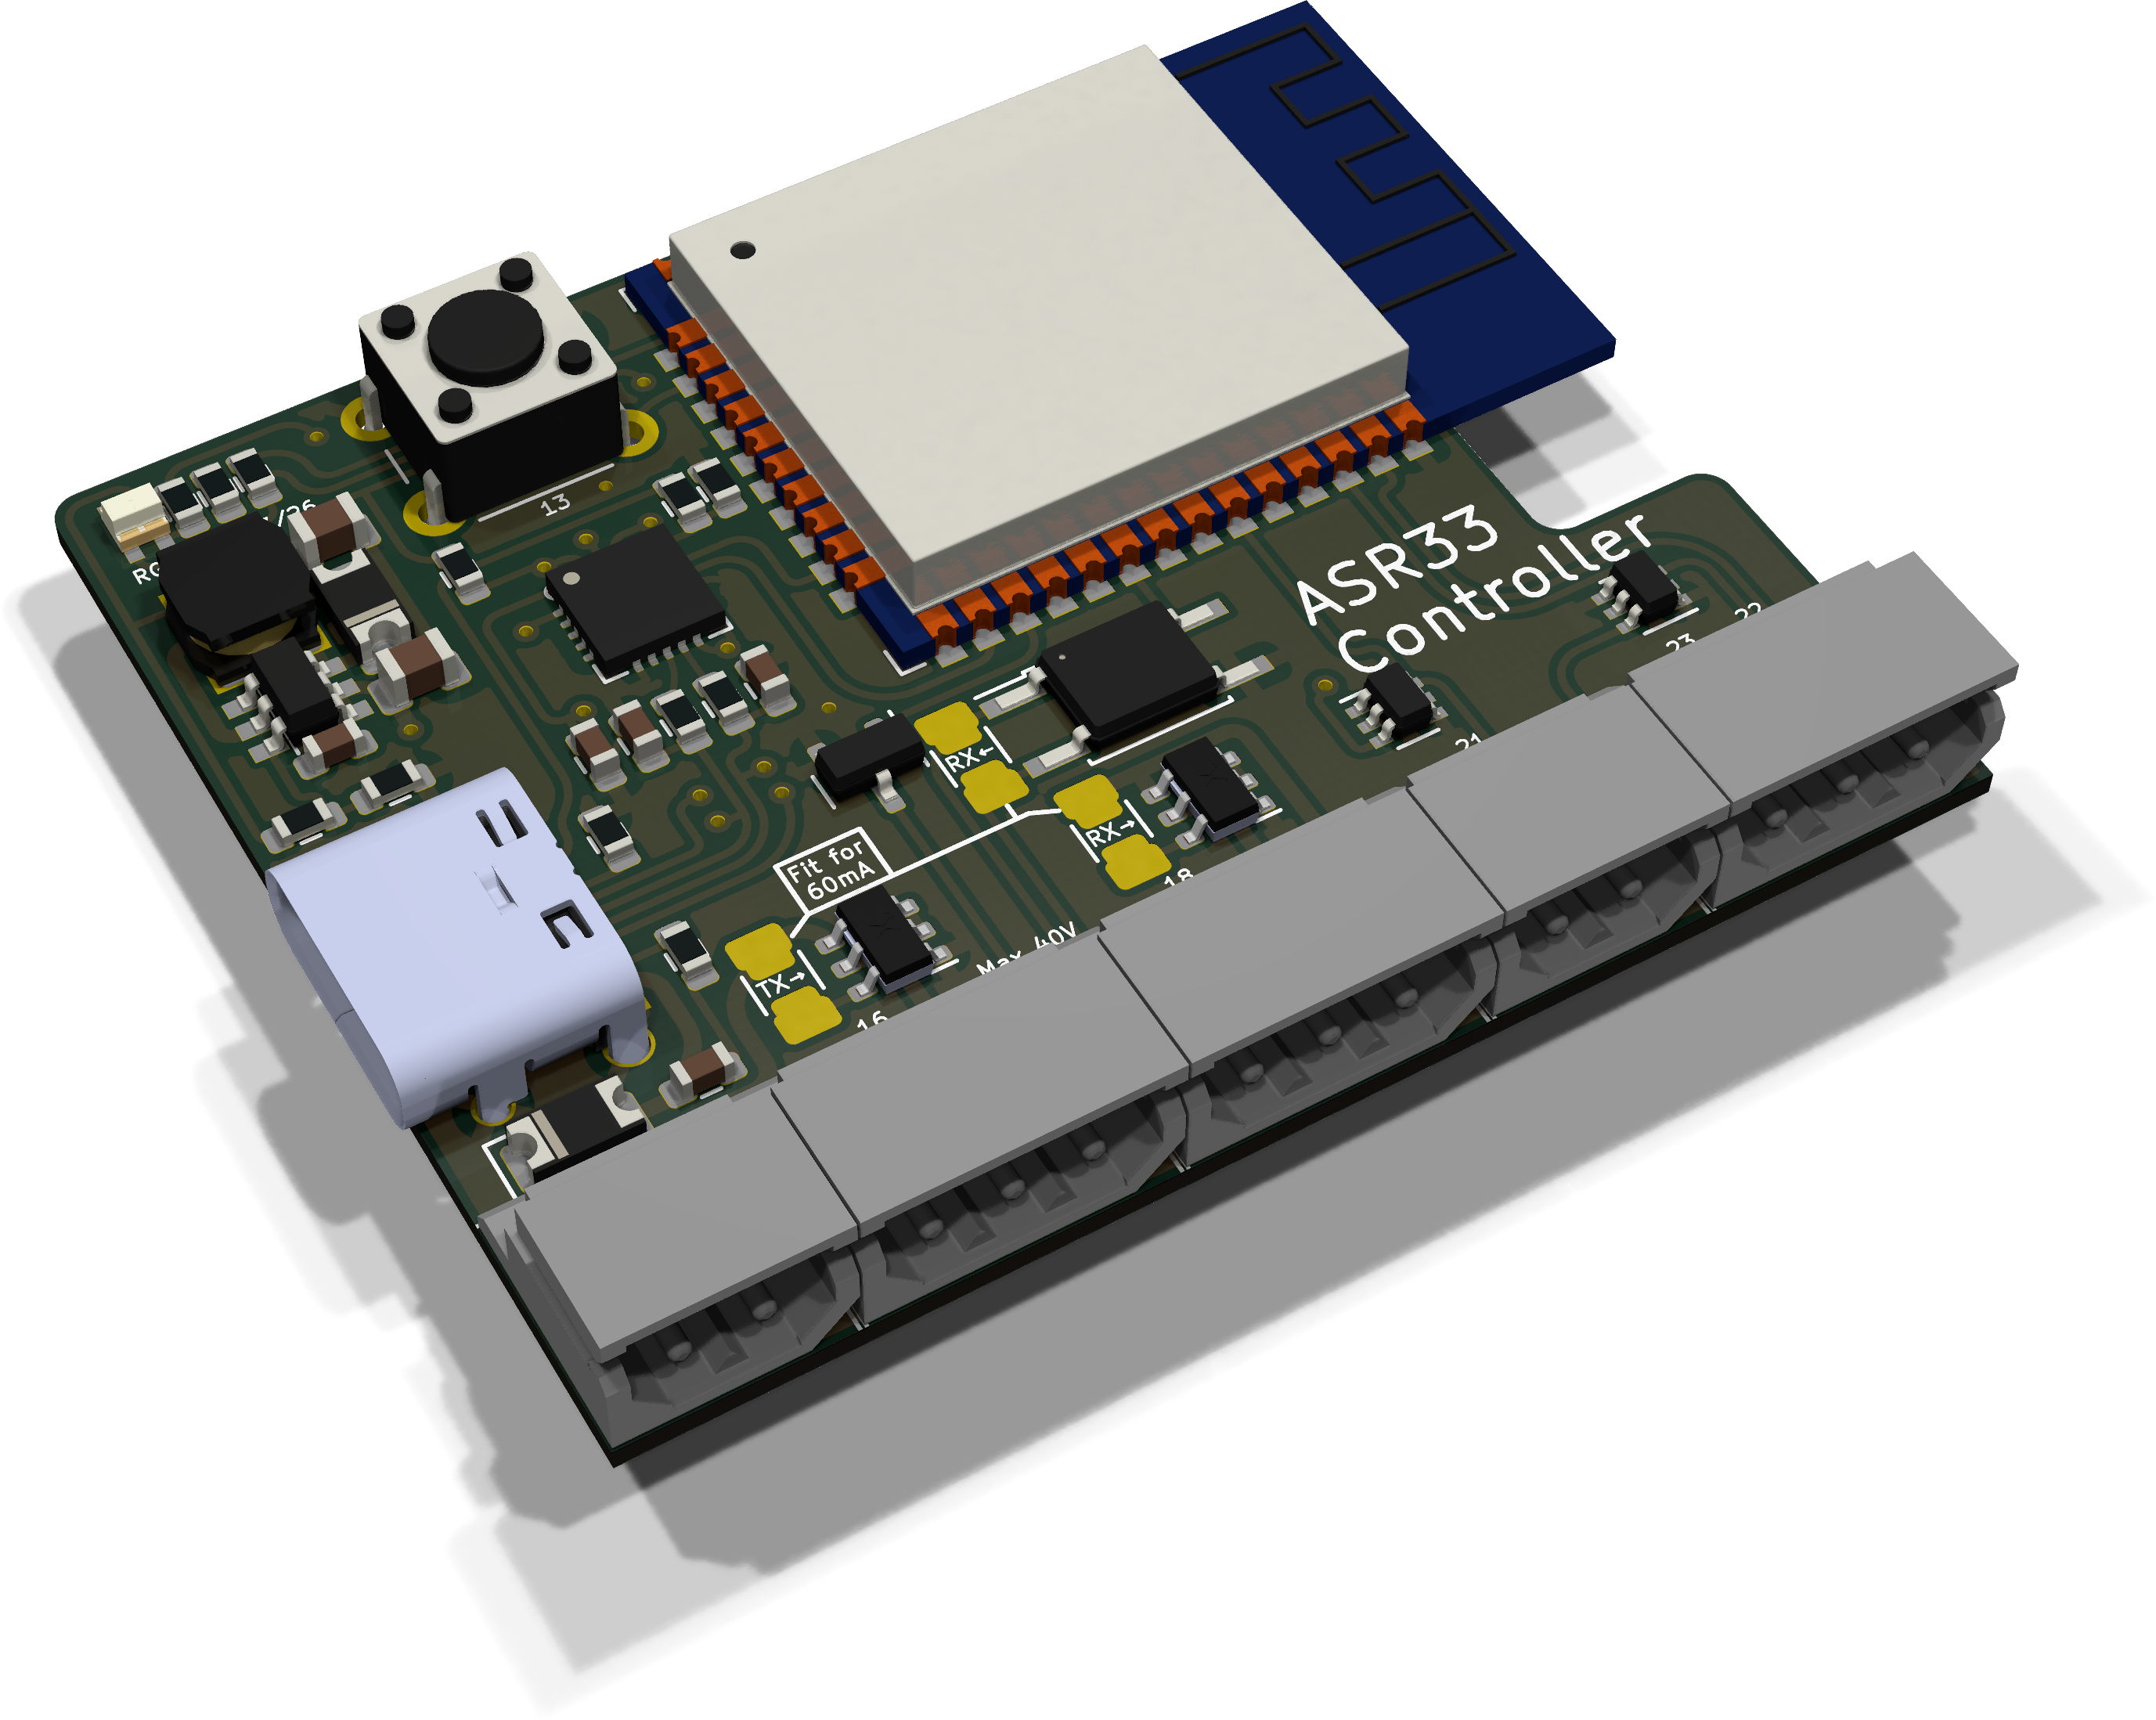 13
ASR33
Controller
23
22
21
RX←
RX→
18
Fit for
60mA
TX→
16
Max 40V